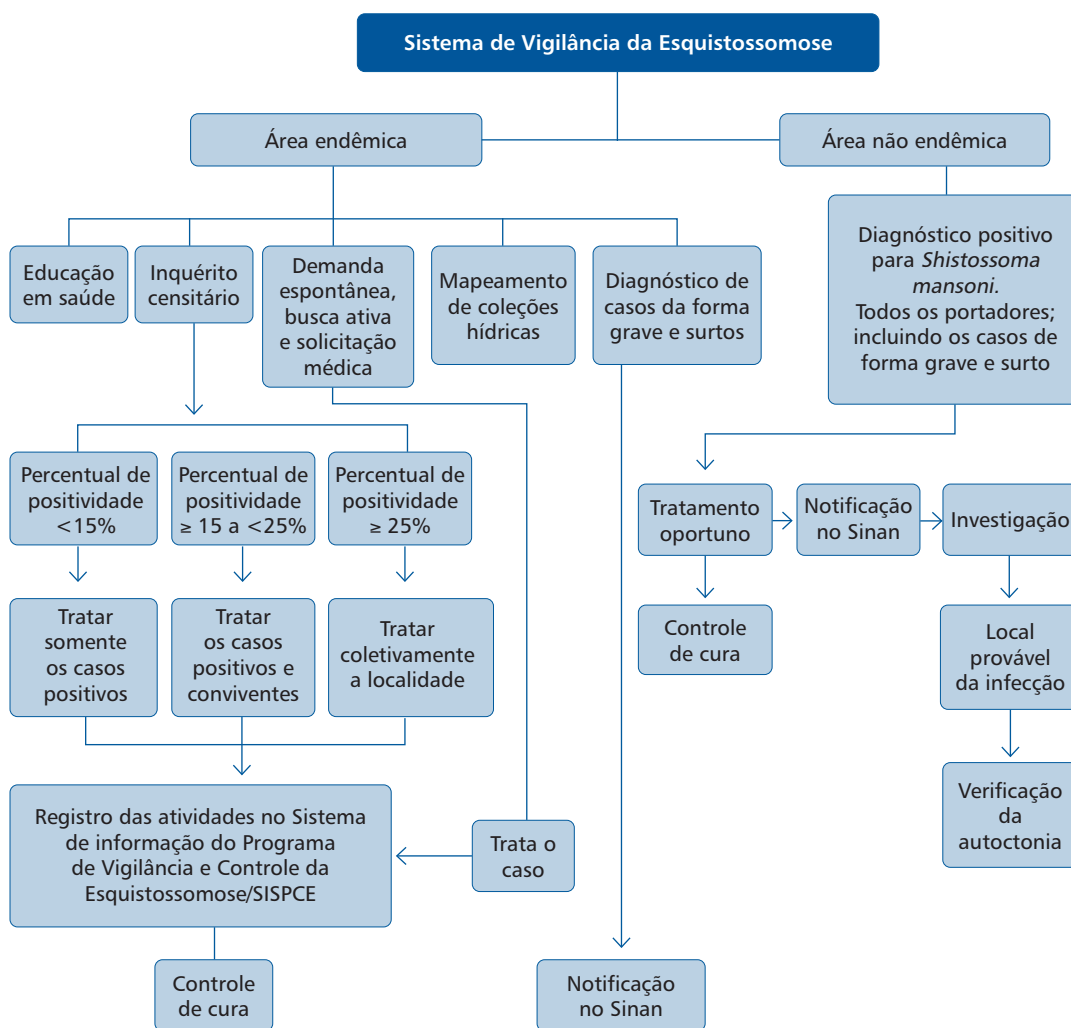 Sistema de Vigilância da Esquistossomose
Área endêmica
Área não endêmica
Educação
em saúde
Inquérito
censitário
Demanda
espontânea,
busca ativa
e solicitação
médica
Mapeamento
de coleções
hídricas
Diagnóstico de
casos da forma
grave e surtos
Diagnóstico positivo
para Shistossoma
mansoni.
Todos os portadores;
incluindo os casos de
forma grave e surto
Percentual de
positividade
<15%
Percentual de
positividade
≥ 15 a <25%
Percentual de
positividade
≥ 25%
Tratamento
oportuno
Notificação
no Sinan
Investigação
Tratar
somente
os casos
positivos
Tratar
os casos
positivos e
conviventes
Tratar
coletivamente
a localidade
Controle
de cura
Local
provável
da infecção
Verificação
da
autoctonia
Registro das atividades no Sistema
de informação do Programa
de Vigilância e Controle da
Esquistossomose/SISPCE
Trata o
caso
Controle
de cura
Notificação
no Sinan